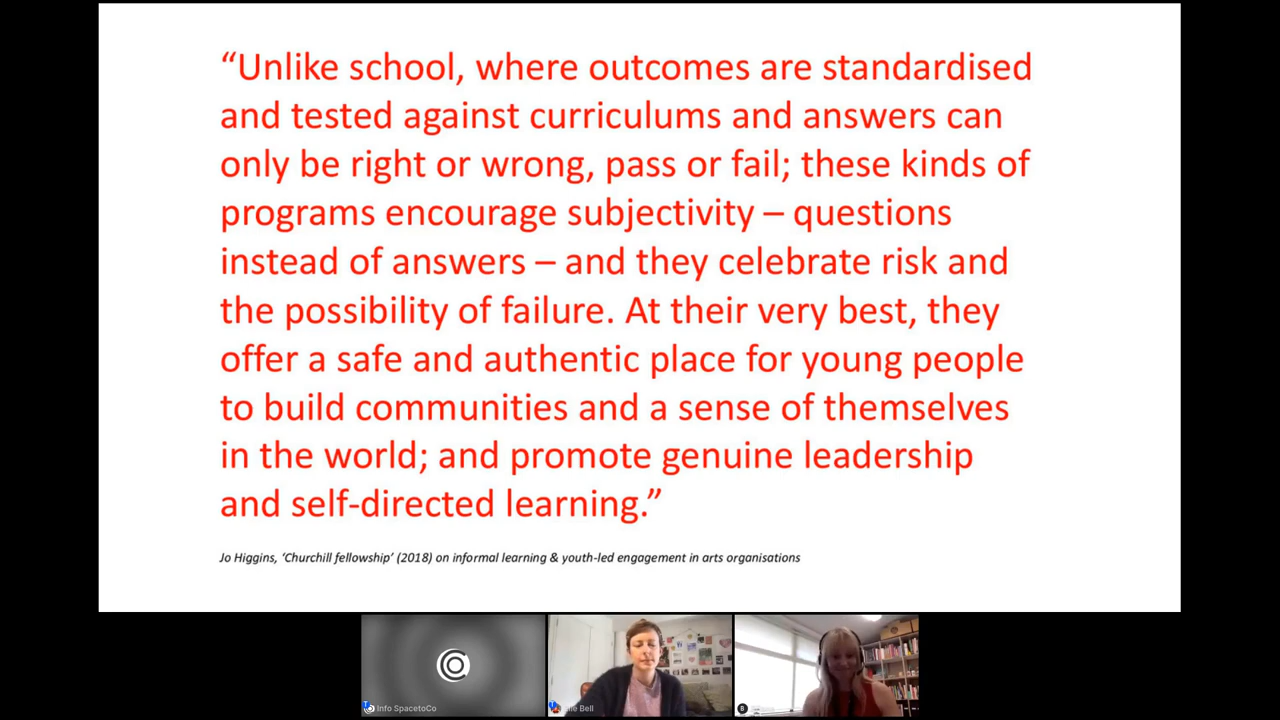 “Unlike school, where outcomes are standardised
and tested against curriculums and answers can
only be right or wrong, pass or fail; these kinds of
programs encourage subjectivity – questions
instead of answers – and they celebrate risk and
the possibility of failure. At their very best, they
offer a safe and authentic place for young people
to build communities and a sense of themselves
in the world; and promote genuine leadership
and self-directed learning.”
Jo Higgins, ‘Churchill fellowship’ (2018) on informal learning & youth-led engagement in arts organisations
Info SpacetoCo
Bell